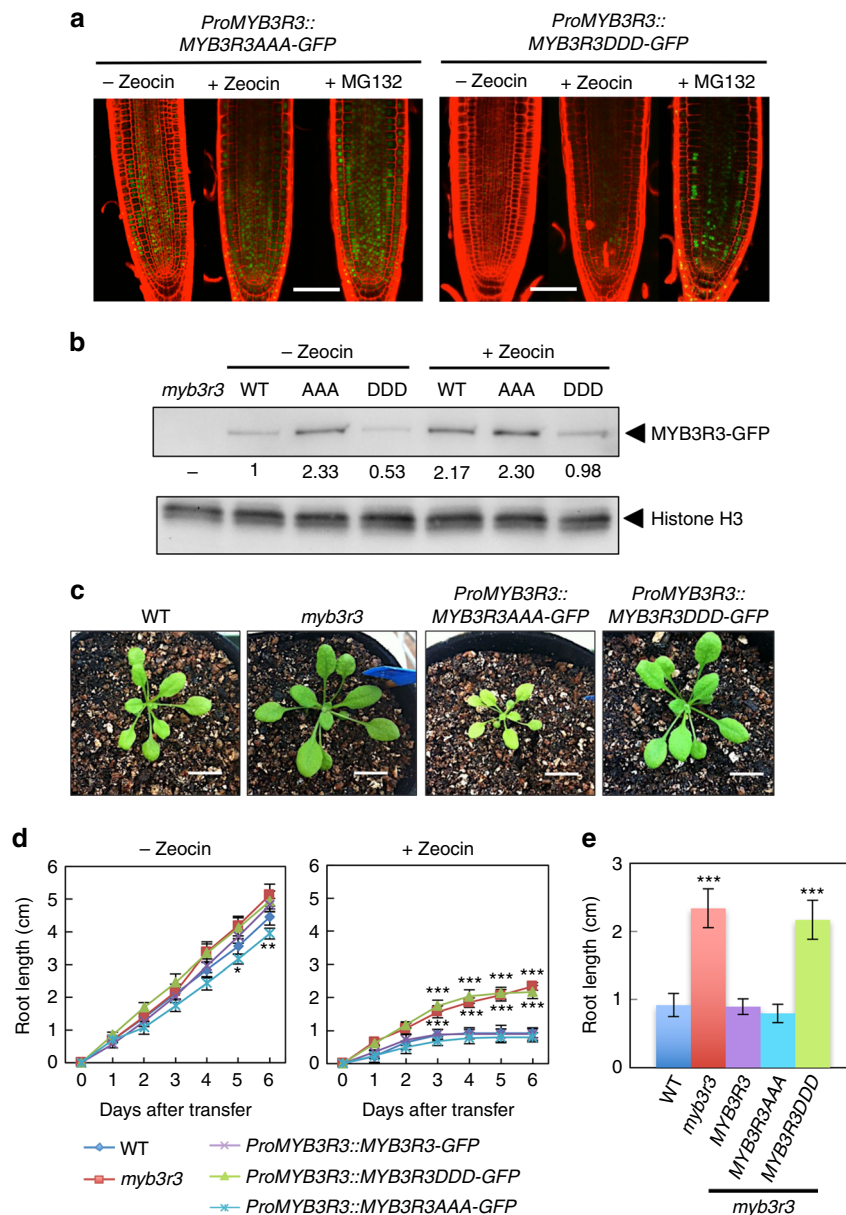 a
ProMYB3R3::
MYB3R3AAA-GFP
ProMYB3R3::
MYB3R3DDD-GFP
– Zeocin + Zeocin + MG132 – Zeocin + Zeocin + MG132
b
– Zeocin + Zeocin
myb3r3 WT AAA DDD WT AAA DDD
MYB3R3-GFP
– 1 2.33 0.53 2.17 2.30 0.98
Histone H3
c
WT
myb3r3
ProMYB3R3::
MYB3R3AAA-GFP
ProMYB3R3::
MYB3R3DDD-GFP
d
– Zeocin
Root length (cm)
6
5
4
3
2
1
0
* **
0 1 2 3 4 5 6
Days after transfer
+ Zeocin
6
5
4
3
2
1
0
*** *** *** ***
*** *** *** ***
0 1 2 3 4 5 6
Days after transfer
WT
myb3r3
ProMYB3R3::MYB3R3-GFP
ProMYB3R3::MYB3R3DDD-GFP
ProMYB3R3::MYB3R3AAA-GFP
e
Root length (cm)
3
2
1
0
*** ***
WT
myb3r3
MYB3R3
MYB3R3AAA
MYB3R3DDD
myb3r3